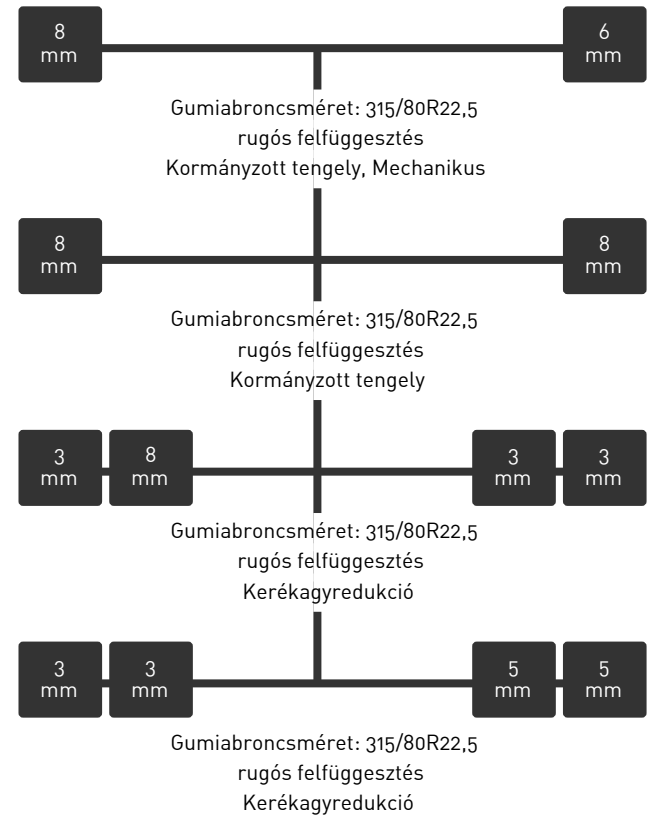 8 6
mm mm
Gumiabroncsméret: 315/80R22,5
rugós felfüggesztés
Kormányzott tengely, Mechanikus
8 8
mm mm
Gumiabroncsméret: 315/80R22,5
rugós felfüggesztés
Kormányzott tengely
3 8 3 3
mm mm mm mm
Gumiabroncsméret: 315/80R22,5
rugós felfüggesztés
Kerékagyredukció
3 3 5 5
mm mm mm mm
Gumiabroncsméret: 315/80R22,5
rugós felfüggesztés
Kerékagyredukció